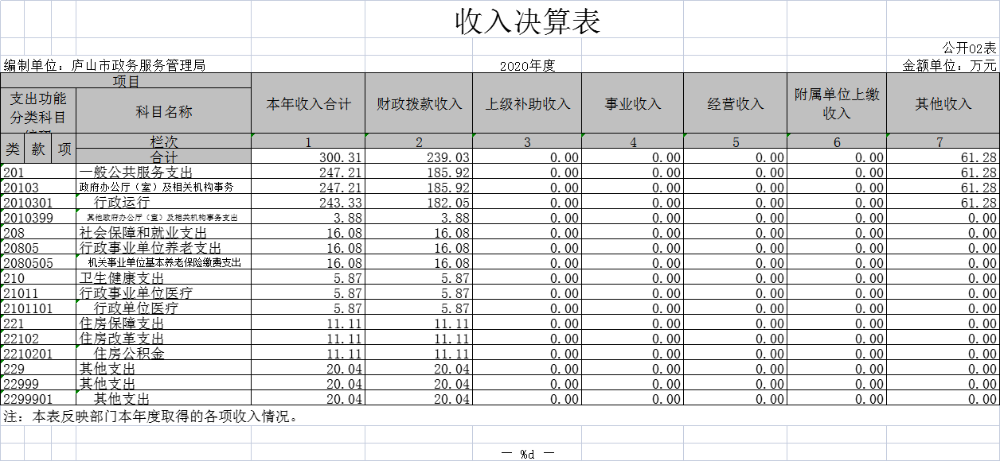 收入决算表
公开02表
编制单位：庐山市政务服务管理局 2020年度 金额单位：万元
项目 本年收入合计 财政拨款收入 上级补助收入 事业收入 经营收入 附属单位上缴收入 其他收入
支出功能分类科目 科目名称
类 款 项 栏次 1 2 3 4 5 6 7
合计 300.31 239.03 0.00 0.00 0.00 0.00 61.28
201 一般公共服务支出 247.21 185.92 0.00 0.00 0.00 0.00 61.28
20103 政府办公厅（室）及相关机构事务 247.21 185.92 0.00 0.00 0.00 0.00 61.28
2010301 行政运行 243.33 182.05 0.00 0.00 0.00 0.00 61.28
2010399 其他政府办公厅（室）及相关机构事务支出 3.88 3.88 0.00 0.00 0.00 0.00 0.00
208 社会保障和就业支出 16.08 16.08 0.00 0.00 0.00 0.00 0.00
20805 行政事业单位养老支出 16.08 16.08 0.00 0.00 0.00 0.00 0.00
2080505 机关事业单位基本养老保险缴费支出 16.08 16.08 0.00 0.00 0.00 0.00 0.00
210 卫生健康支出 5.87 5.87 0.00 0.00 0.00 0.00 0.00
21011 行政事业单位医疗 5.87 5.87 0.00 0.00 0.00 0.00 0.00
2101101 行政单位医疗 5.87 5.87 0.00 0.00 0.00 0.00 0.00
221 住房保障支出 11.11 11.11 0.00 0.00 0.00 0.00 0.00
22102 住房改革支出 11.11 11.11 0.00 0.00 0.00 0.00 0.00
2210201 住房公积金 11.11 11.11 0.00 0.00 0.00 0.00 0.00
229 其他支出 20.04 20.04 0.00 0.00 0.00 0.00 0.00
22999 其他支出 20.04 20.04 0.00 0.00 0.00 0.00 0.00
2299901 其他支出 20.04 20.04 0.00 0.00 0.00 0.00 0.00
注：本表反映部门本年度取得的各项收入情况。
— %d —